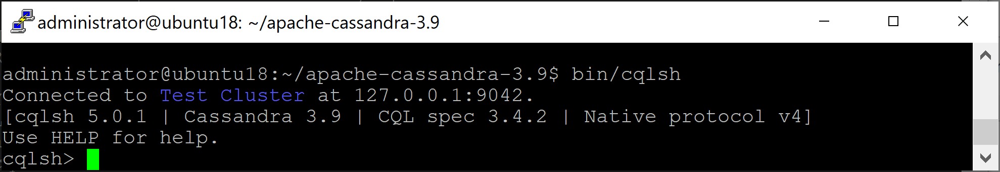 administrator@ubuntu18: ~/apache-cassandra-3.9
administrator@ubuntu18:~/apache-cassandra-3.9$ bin/cqlsh
Connected to Test Cluster at 127.0.0.1:9042.
[cqlsh 5.0.1 | Cassandra 3.9 | CQL spec 3.4.2 | Native protocol v4]
Use HELP for help.
cqlsh>